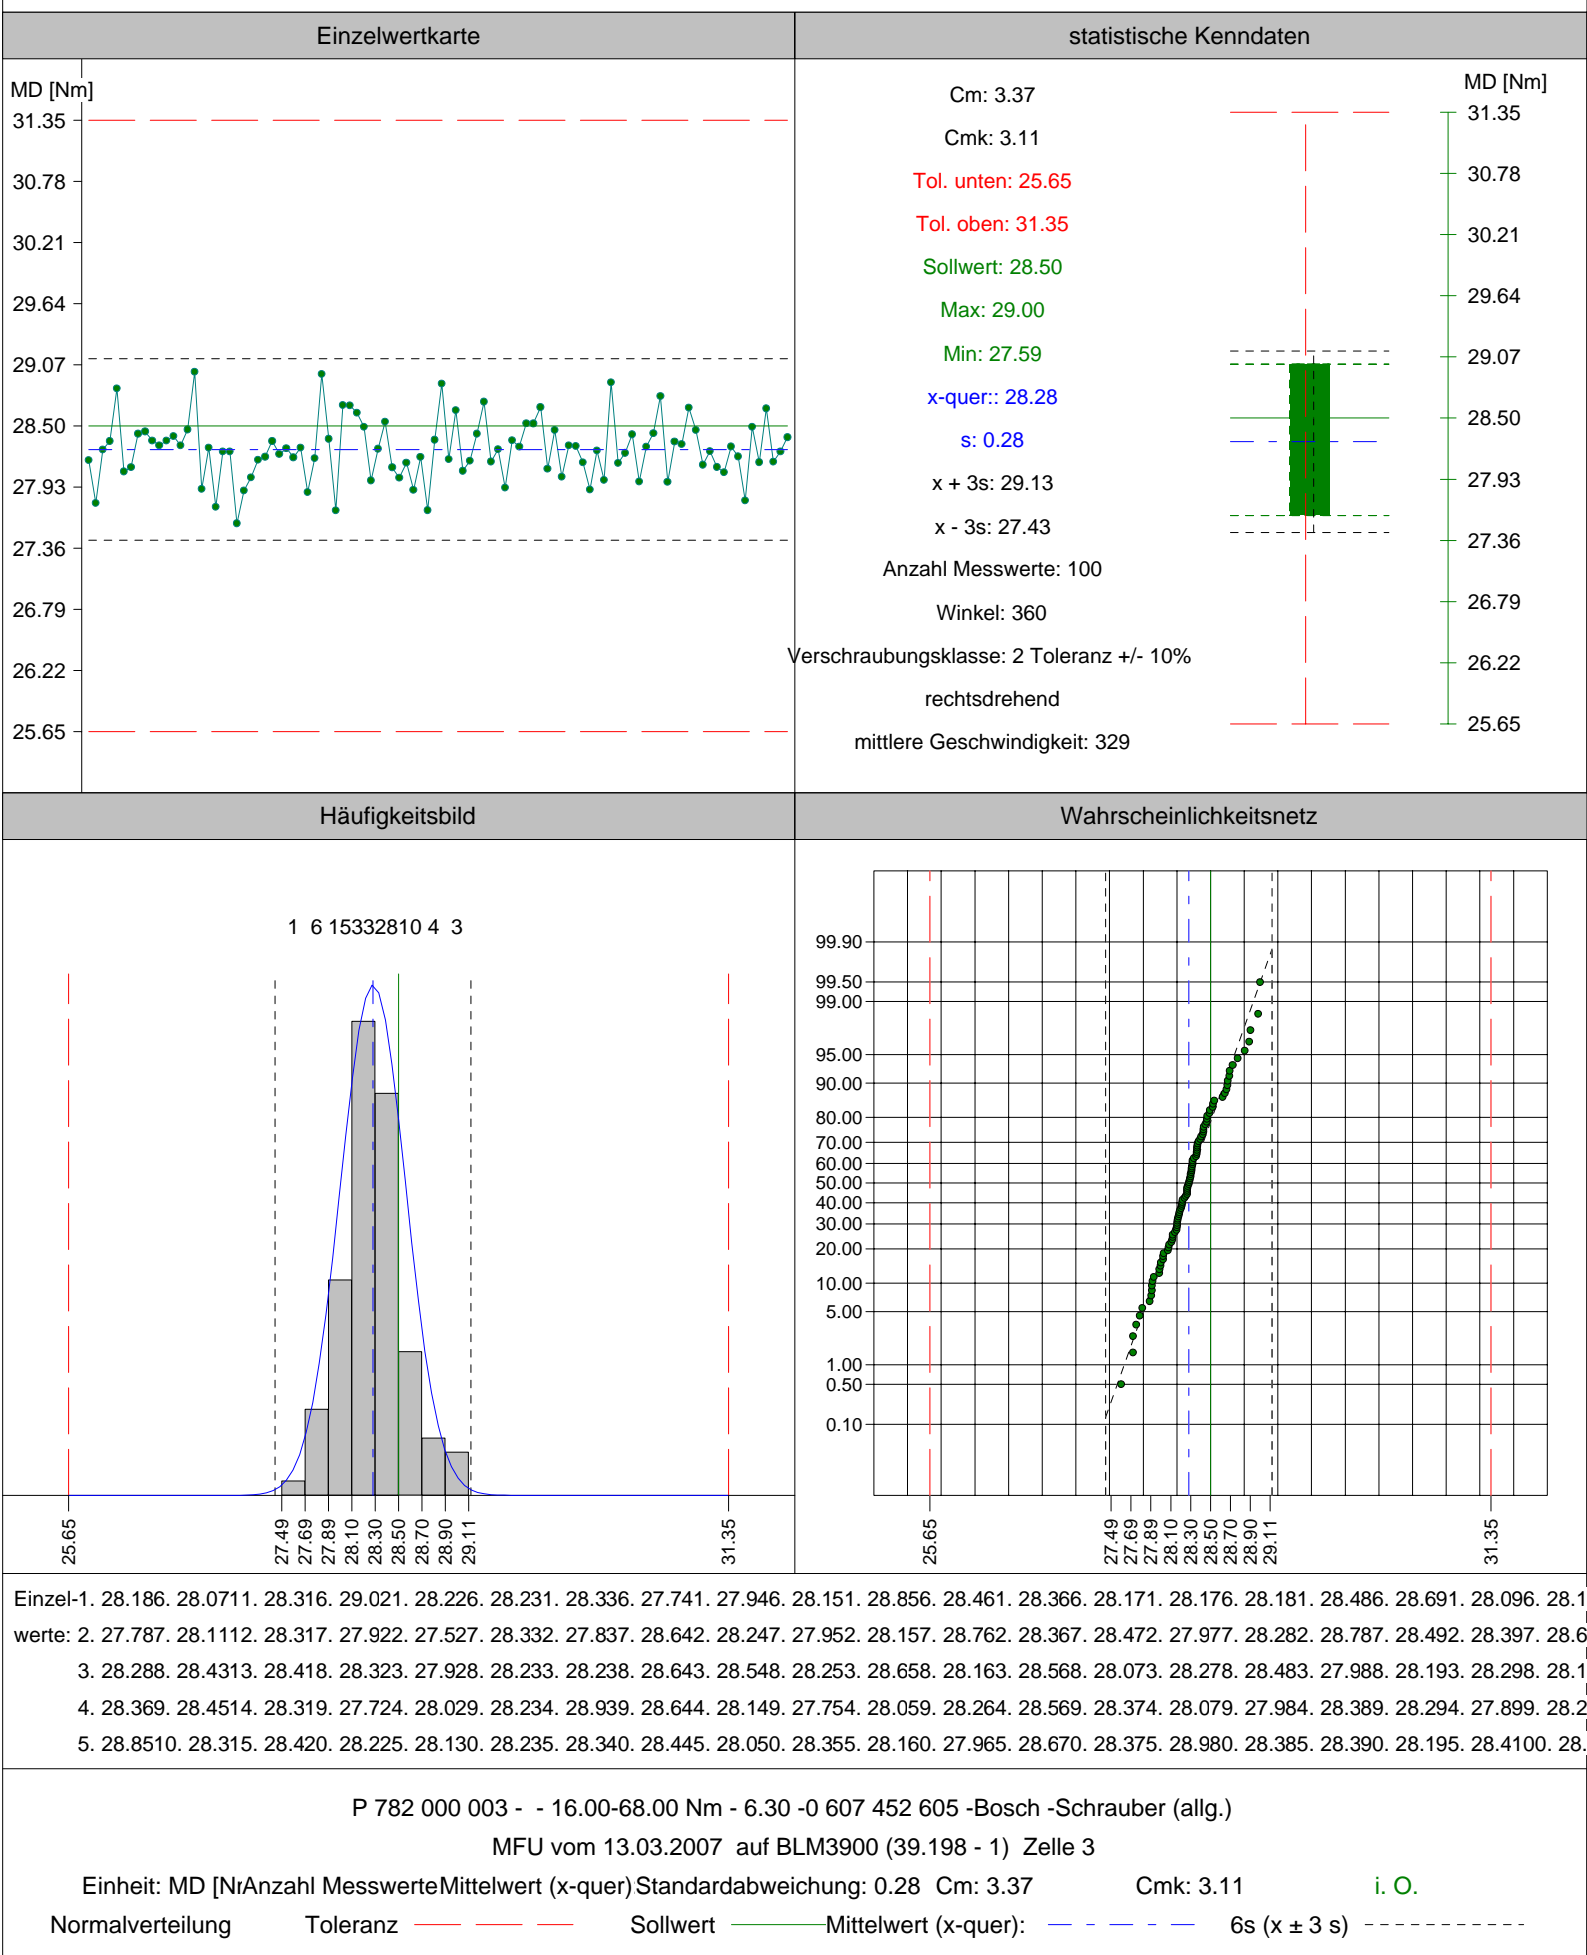 Einzelwertkarte
statistische Kenndaten
MD [Nm]
31.35
30.78
30.21
29.64
29.07
28.50
27.93
27.36
26.79
26.22
25.65
Cm: 3.37
Cmk: 3.11
Tol. unten: 25.65
Tol. oben: 31.35
Sollwert: 28.50
Max: 29.00
Min: 27.59
x-quer:: 28.28
s: 0.28
x + 3s: 29.13
x - 3s: 27.43
Anzahl Messwerte: 100
Winkel: 360
Verschraubungsklasse: 2 Toleranz +/- 10%
rechtsdrehend
mittlere Geschwindigkeit: 329
MD [Nm]
31.35
30.78
30.21
29.64
29.07
28.50
27.93
27.36
26.79
26.22
25.65
Häufigkeitsbild
Wahrscheinlichkeitsnetz
1 6 15332810 4 3
25.65
27.49
27.69
27.89
28.10
28.30
28.50
28.70
28.90
29.11
31.35
99.90
99.50
99.00
95.00
90.00
80.00
70.00
60.00
50.00
40.00
30.00
20.00
10.00
5.00
1.00
0.50
0.10
25.65
27.49
27.69
27.89
28.10
28.30
28.50
28.70
28.90
29.11
31.35
Einzel-1. 28.186. 28.0711. 28.316. 29.021. 28.226. 28.231. 28.336. 27.741. 27.946. 28.151. 28.856. 28.461. 28.366. 28.171. 28.176. 28.181. 28.486. 28.691. 28.096. 28.1
werte: 2. 27.787. 28.1112. 28.317. 27.922. 27.527. 28.332. 27.837. 28.642. 28.247. 27.952. 28.157. 28.762. 28.367. 28.472. 27.977. 28.282. 28.787. 28.492. 28.397. 28.6
3. 28.288. 28.4313. 28.418. 28.323. 27.928. 28.233. 28.238. 28.643. 28.548. 28.253. 28.658. 28.163. 28.568. 28.073. 28.278. 28.483. 27.988. 28.193. 28.298. 28.1
4. 28.369. 28.4514. 28.319. 27.724. 28.029. 28.234. 28.939. 28.644. 28.149. 27.754. 28.059. 28.264. 28.569. 28.374. 28.079. 27.984. 28.389. 28.294. 27.899. 28.2
5. 28.8510. 28.315. 28.420. 28.225. 28.130. 28.235. 28.340. 28.445. 28.050. 28.355. 28.160. 27.965. 28.670. 28.375. 28.980. 28.385. 28.390. 28.195. 28.4100. 28.
P 782 000 003 - - 16.00-68.00 Nm - 6.30 -0 607 452 605 -Bosch -Schrauber (allg.)
MFU vom 13.03.2007 auf BLM3900 (39.198 - 1) Zelle 3
Einheit: MD [Nm Anzahl Messwerte Mittelwert (x-quer) Standardabweichung: 0.28 Cm: 3.37 Cmk: 3.11 i. O.
Normalverteilung Toleranz Sollwert Mittelwert (x-quer): 6s (x ± 3 s)